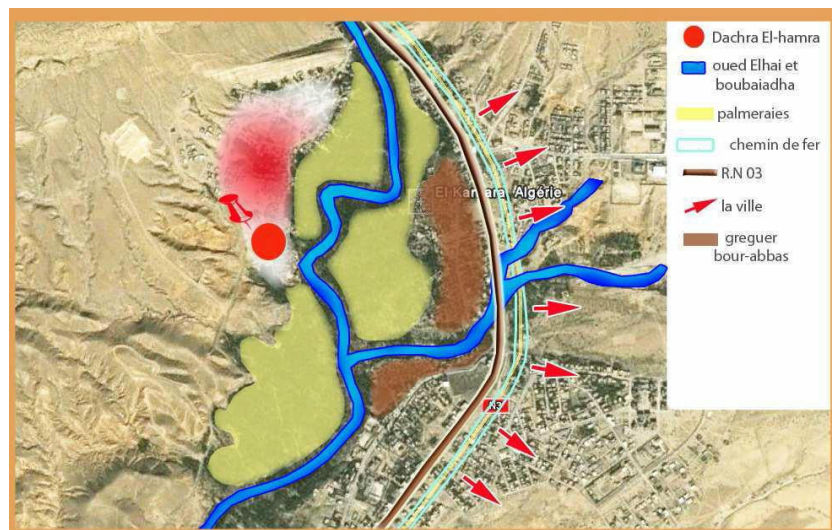 Dachra El-hamra
oued Elhai et
boubaiadha
palmeraies
chemin de fer
R.N 03
la ville
greguer
bour-abbas
El Kantara, Algérie
N3